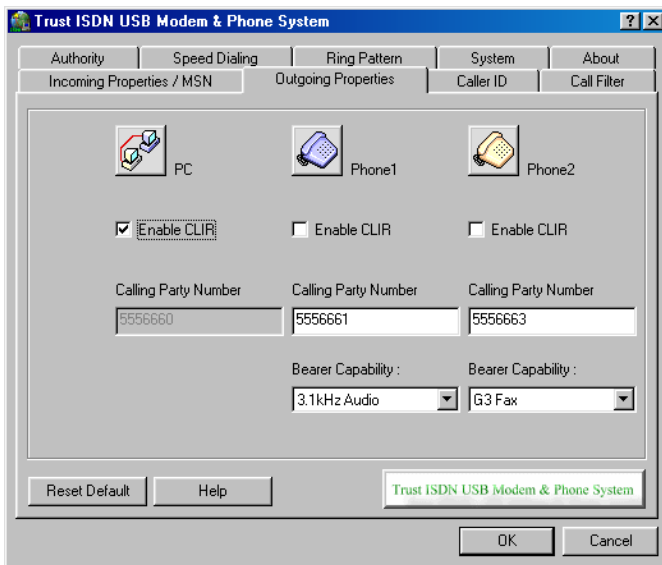 Trust ISDN USB Modem & Phone System
Authority Speed Dialing Ring Pattern System About
Incoming Properties / MSN Outgoing Properties Caller ID Call Filter
PC Phone1 Phone2
Enable CLIR Enable CLIR Enable CLIR
Calling Party Number Calling Party Number Calling Party Number
5556660 5556661 5556663
Bearer Capability : Bearer Capability :
3.1kHz Audio G3 Fax
Reset Default Help Trust ISDN USB Modem & Phone System
OK Cancel